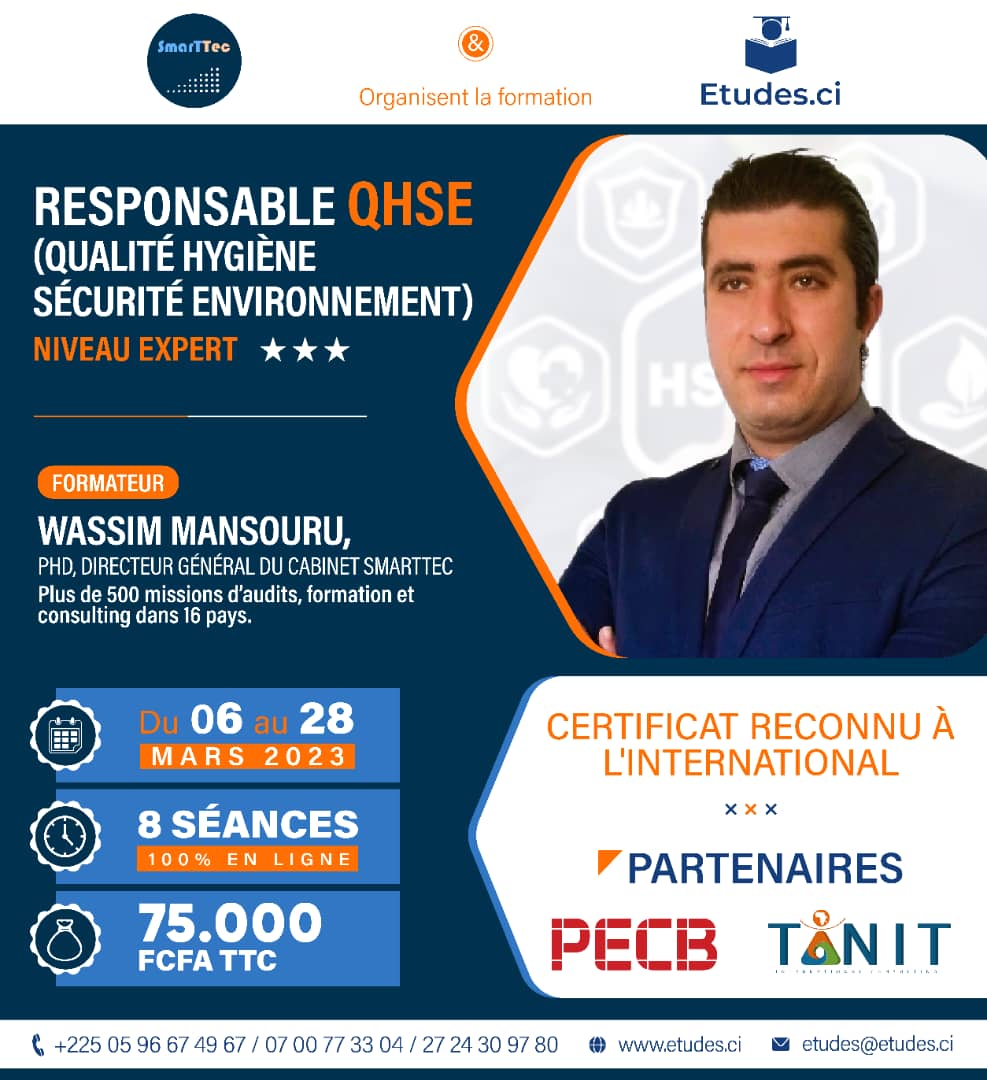 SmarTTec
&
Organisent la formation
Etudes.ci
RESPONSABLE QHSE
(QUALITÉ HYGIÈNE
SÉCURITÉ ENVIRONNEMENT)
NIVEAU EXPERT
HS
FORMATEUR
WASSIM MANSOURU,
PHD, DIRECTEUR GÉNÉRAL DU CABINET SMARTTEC
Plus de 500 missions d'audits, formation et
consulting dans 16 pays.
Du 06 au 28
MARS 2023
8 SÉANCES
100% EN LIGNE
75.000
FCFA TTC
CERTIFICAT RECONNU À
L'INTERNATIONAL
PARTENAIRES
PECB
TANIT
INTERNATIONAL CONSULTING
+225 05 96 67 49 67 / 07 00 77 33 04 / 27 24 30 97 80
www.etudes.ci
etudes@etudes.ci